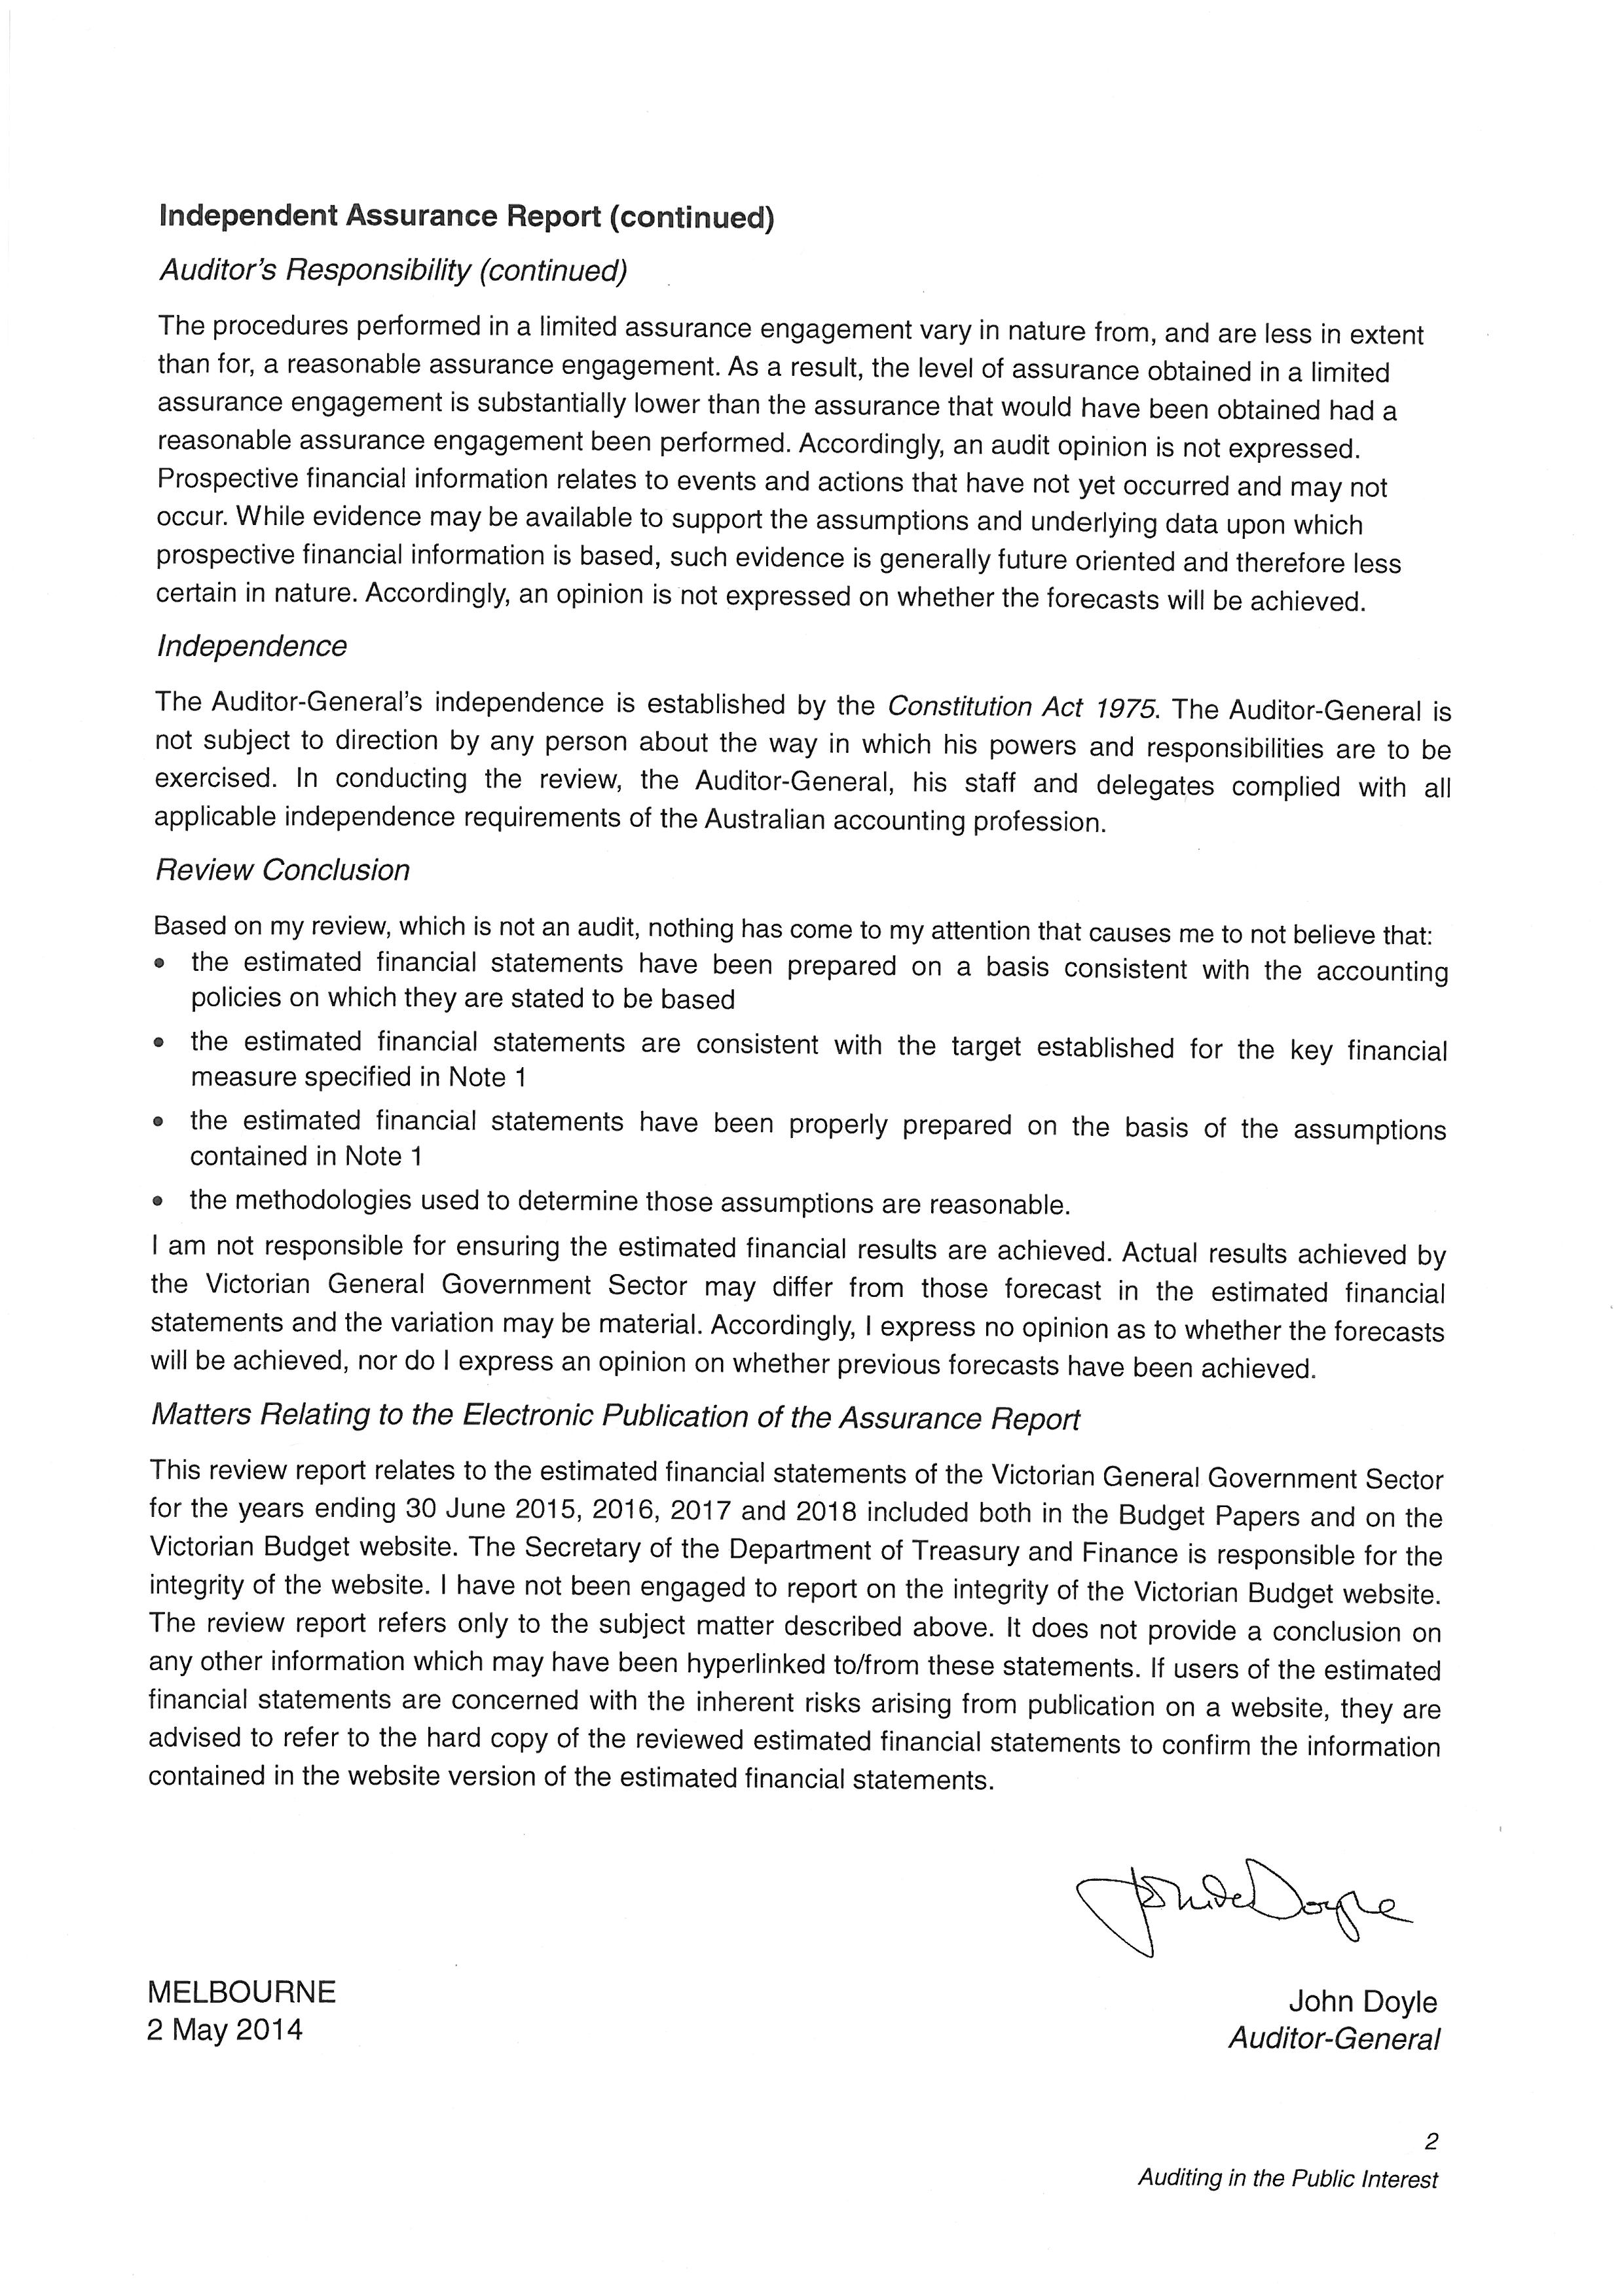 Independent Assurance Report (continued)
Auditor's Responsibility (continued)
The procedures performed in a limited assurance engagement vary in nature from, and are less in extent
than for, a reasonable assurance engagement. As a result, the level of assurance obtained in a limited
assurance engagement is substantially lower than the assurance that would have been obtained had a
reasonable assurance engagement been performed. Accordingly, an audit opinion is not expressed.
Prospective financial information relates to events and actions that have not yet occurred and may not
occur. While evidence may be available to support the assumptions and underlying data upon which
prospective financial information is based, such evidence is generally future oriented and therefore less
certain in nature. Accordingly, an opinion is not expressed on whether the forecasts will be achieved.
Independence
The Auditor-General's independence is established by the Constitution Act 1975. The Auditor-General is
not subject to direction by any person about the way in which his powers and responsibilities are to be
exercised. In conducting the review, the Auditor-General, his staff and delegates complied with all
applicable independence requirements of the Australian accounting profession.
Review Conclusion
Based on my review, which is not an audit, nothing has come to my attention that causes me to not believe that:
• the estimated financial statements have been prepared on a basis consistent with the accounting
policies on which they are stated to be based
• the estimated financial statements are consistent with the target established for the key financial
measure specified in Note 1
• the estimated financial statements have been properly prepared on the basis of the assumptions
contained in Note 1
• the methodologies used to determine those assumptions are reasonable.
I am not responsible for ensuring the estimated financial results are achieved. Actual results achieved by
the Victorian General Government Sector may differ from those forecast in the estimated financial
statements and the variation may be material. Accordingly, I express no opinion as to whether the forecasts
will be achieved, nor do I express an opinion on whether previous forecasts have been achieved.
Matters Relating to the Electronic Publication of the Assurance Report
This review report relates to the estimated financial statements of the Victorian General Government Sector
for the years ending 30 June 2015, 2016, 2017 and 2018 included both in the Budget Papers and on the
Victorian Budget website. The Secretary of the Department of Treasury and Finance is responsible for the
integrity of the website. I have not been engaged to report on the integrity of the Victorian Budget website.
The review report refers only to the subject matter described above. It does not provide a conclusion on
any other information which may have been hyperlinked to/from these statements. If users of the estimated
financial statements are concerned with the inherent risks arising from publication on a website, they are
advised to refer to the hard copy of the reviewed estimated financial statements to confirm the information
contained in the website version of the estimated financial statements.
MELBOURNE
2 May 2014
John Doyle
Auditor-General
2
Auditing in the Public Interest